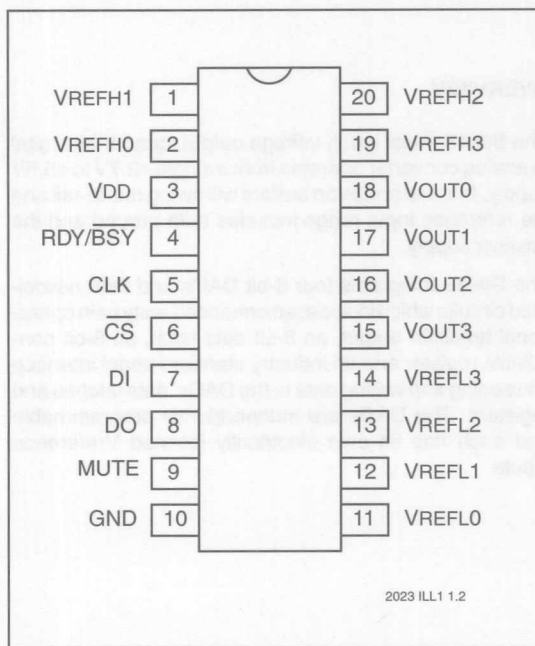 VREFH1 1 20 VREFH2
VREFH0 2 19 VREFH3
VDD 3 18 VOUT0
RDY/BSY 4 17 VOUT1
CLK 5 16 VOUT2
CS 6 15 VOUT3
DI 7 14 VREFL3
DO 8 13 VREFL2
MUTE 9 12 VREFL1
GND 10 11 VREFL0
2023 ILL1 1.2